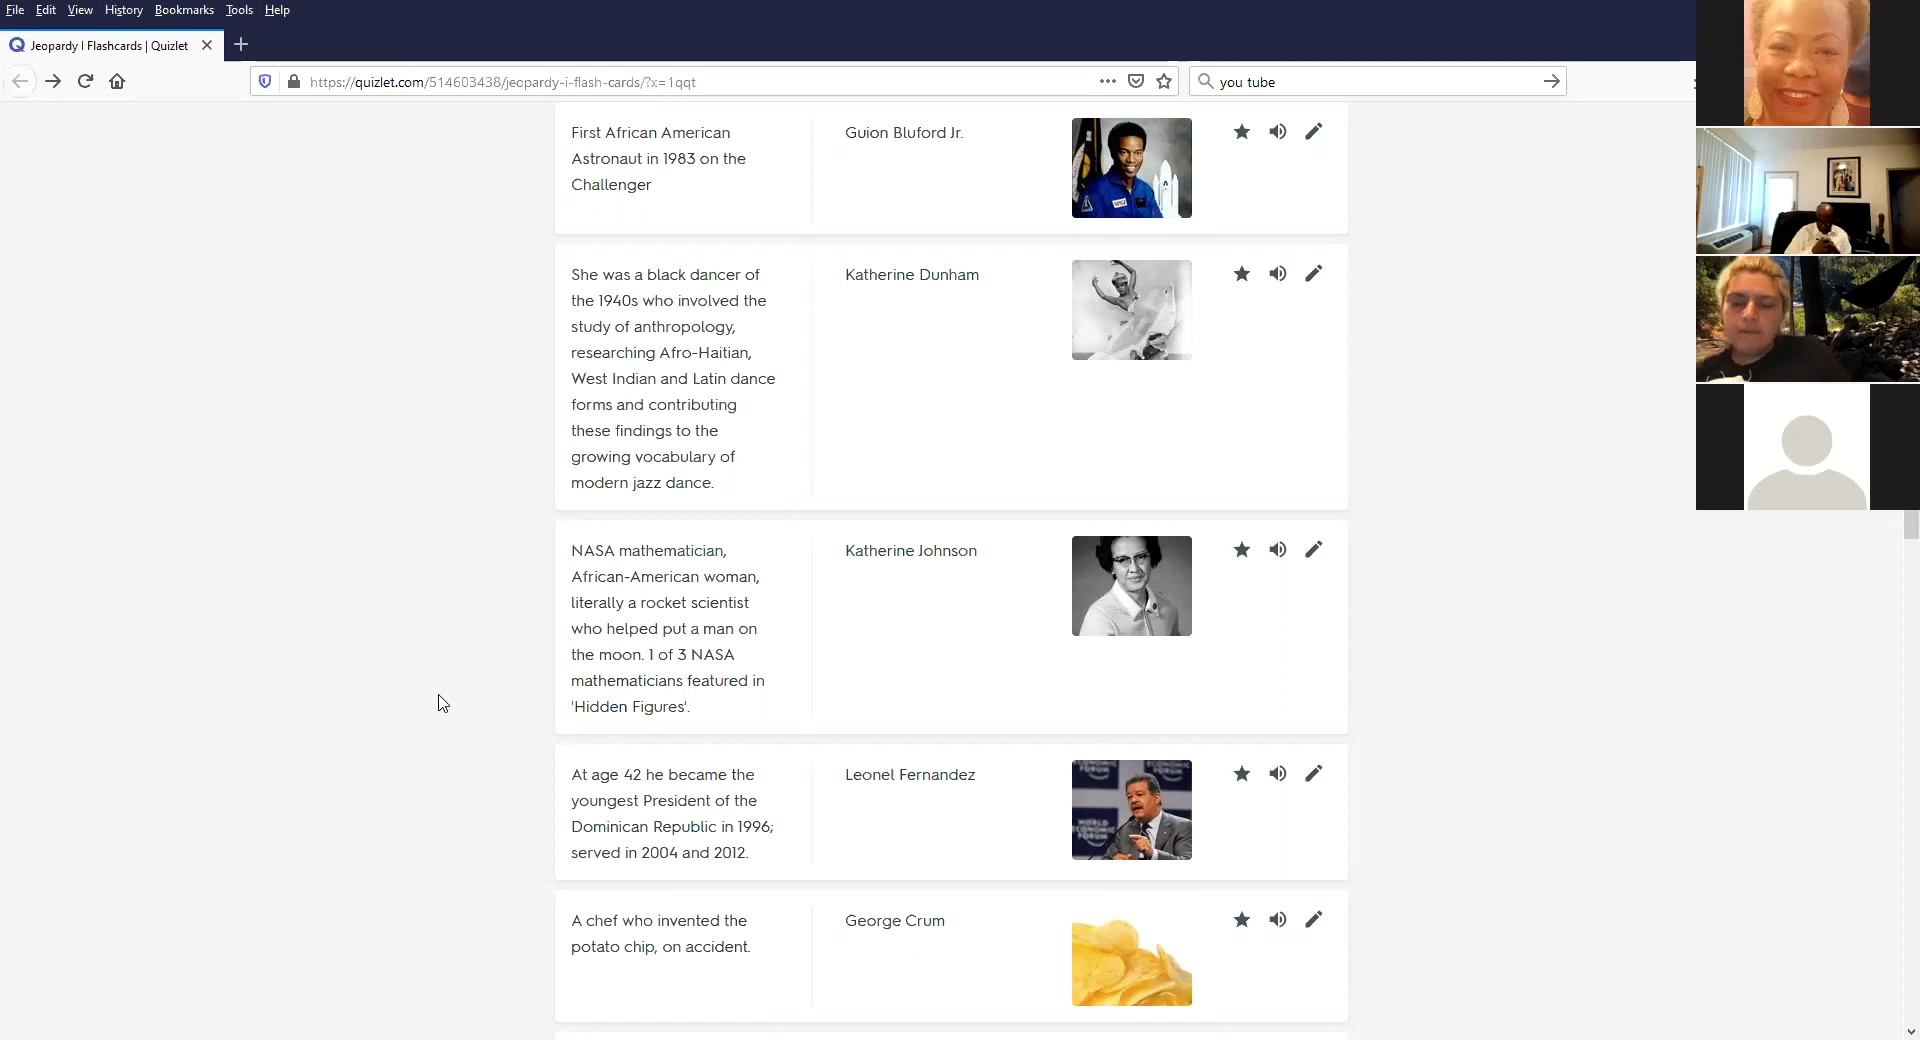 File Edit View History Bookmarks Tools Help
Jeopardy I Flashcards | Quizlet
https://quizlet.com/514603438/jeopardy-i-flash-cards/?x=1qqt
you tube
First African American
Astronaut in 1983 on the
Challenger
Guion Bluford Jr.
She was a black dancer of
the 1940s who involved the
study of anthropology,
researching Afro-Haitian,
West Indian and Latin dance
forms and contributing
these findings to the
growing vocabulary of
modern jazz dance.
Katherine Dunham
NASA mathematician,
African-American woman,
literally a rocket scientist
who helped put a man on
the moon. 1 of 3 NASA
mathematicians featured in
'Hidden Figures'.
Katherine Johnson
At age 42 he became the
youngest President of the
Dominican Republic in 1996;
served in 2004 and 2012.
Leonel Fernandez
WORLD
ECONOMIC
FORUM
A chef who invented the
potato chip, on accident.
George Crum